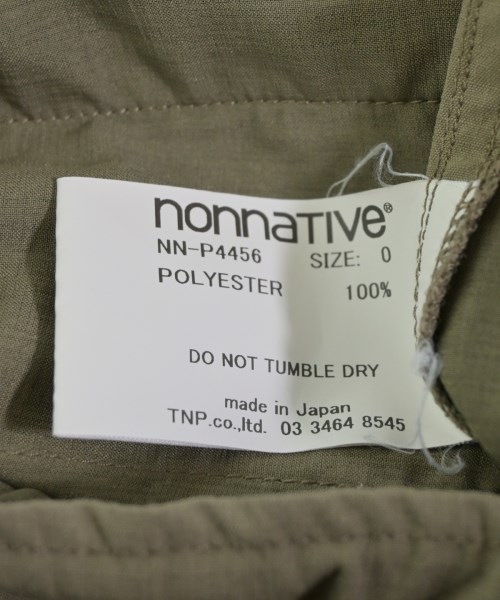 nonnative®
NN-P4456 SIZE: 0
POLYESTER 100%
DO NOT TUMBLE DRY
made in Japan
TNP.co.,ltd. 03 3464 8545